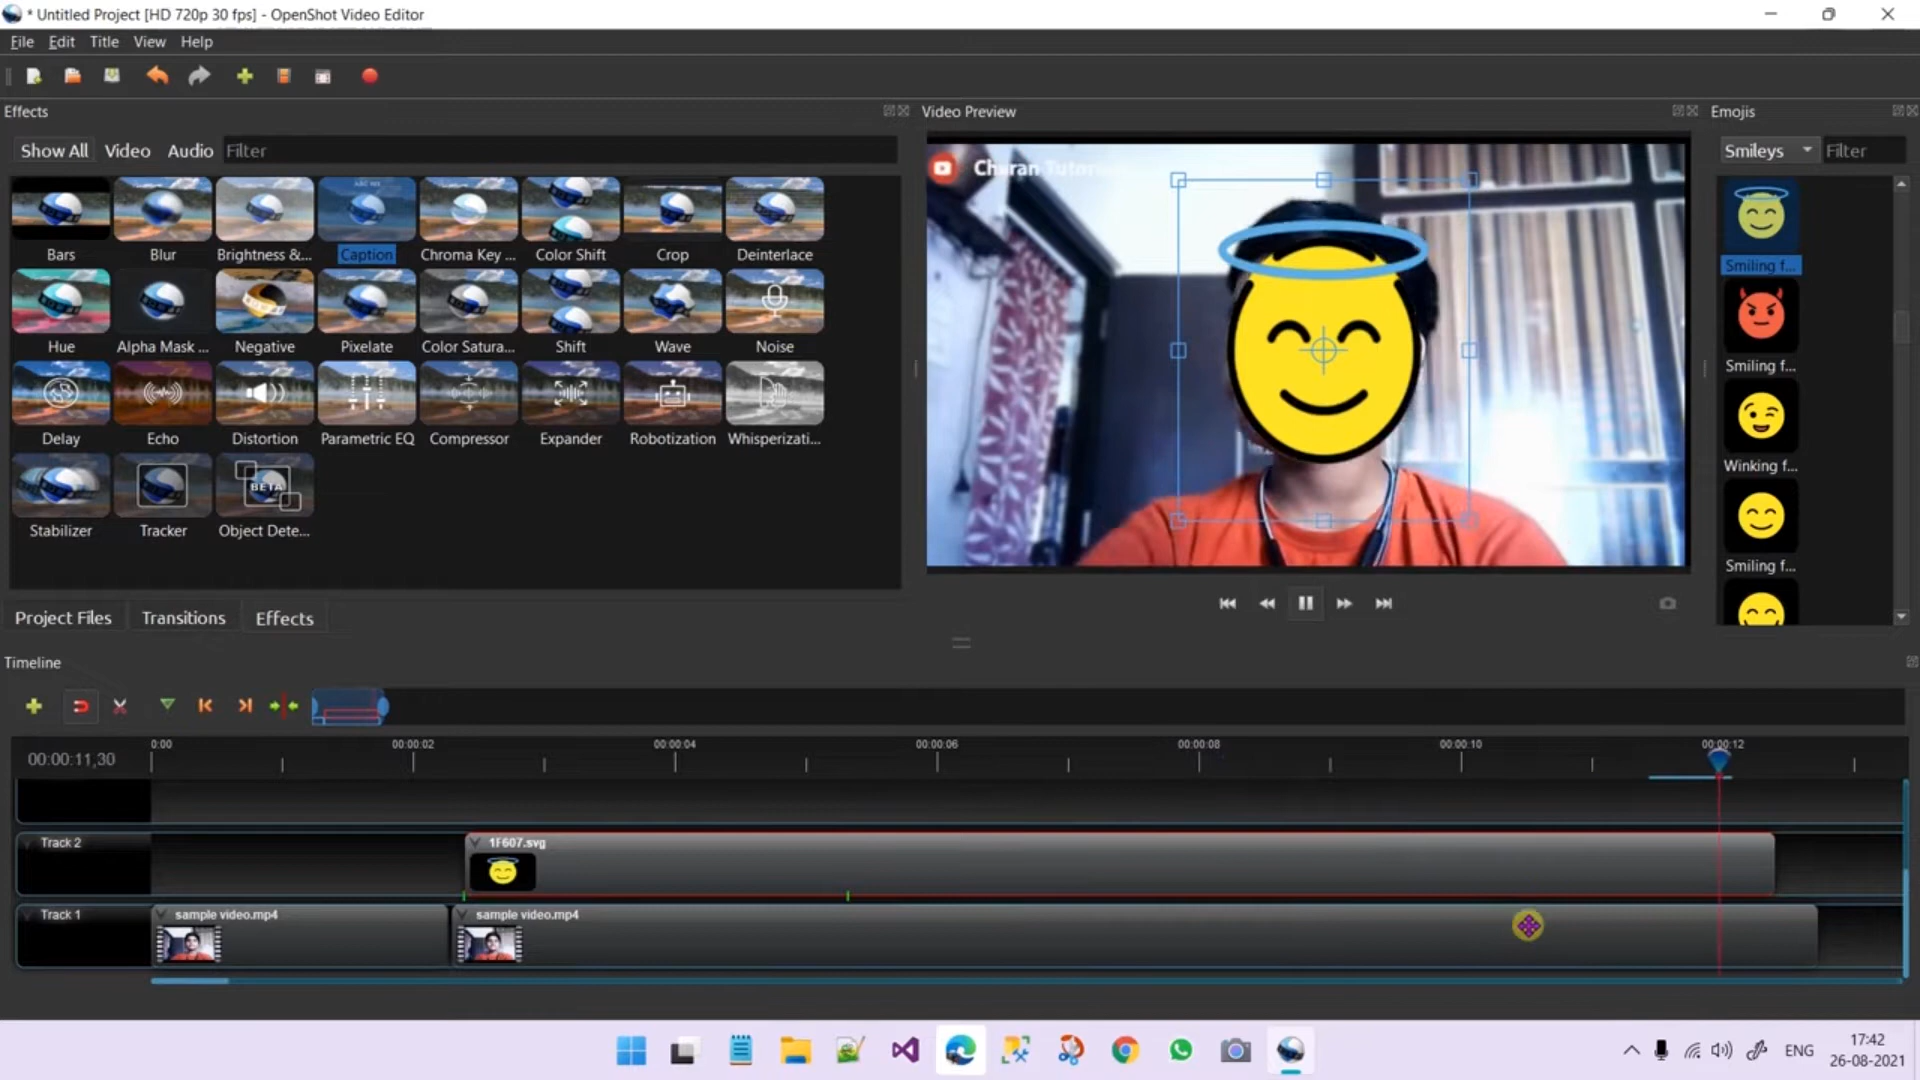 * Untitled Project [HD 720p 30 fps] - OpenShot Video Editor
File Edit Title View Help
Effects
Video Preview
Emojis
Show All Video Audio Filter
Smileys Filter
Charan Tutorials
Bars Blur Brightness &... Caption Chroma Key ... Color Shift Crop Deinterlace
Smiling f...
Hue Alpha Mask ... Negative Pixelate Color Satura... Shift Wave Noise
Smiling f...
Delay Echo Distortion Parametric EQ Compressor Expander Robotization Whisperizati...
Winking f...
BETA
Stabilizer Tracker Object Dete...
Smiling f...
Project Files Transitions Effects
Timeline
00:00:11,30
0:00 00:00:02 00:00:04 00:00:06 00:00:08 00:00:10 00:00:12
Track 2 1F607.svg
Track 1 sample video.mp4 sample video.mp4
ENG
17:42
26-08-2021